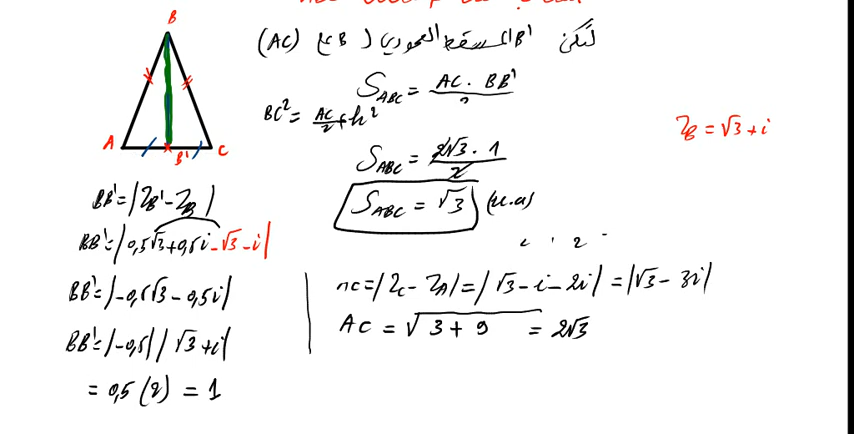 لتكن B' المسقط العمودي لـ B على (AC)
S_ABC = AC · BB' / 2
BC² = AC/2 + h²
Z_B = √3 + i
S_ABC = 2√3 · 1 / 2
S_ABC = √3 (u.a)
B
A B' C
BB' = |Z_B' - Z_B|
BB' = |0,5√3 + 0,5i - √3 - i|
BB' = |-0,5√3 - 0,5i|
BB' = |-0,5| |√3 + i|
= 0,5 (2) = 1
AC = |Z_C - Z_A| = |√3 - i - 2i| = |√3 - 3i|
AC = √(3 + 9) = 2√3